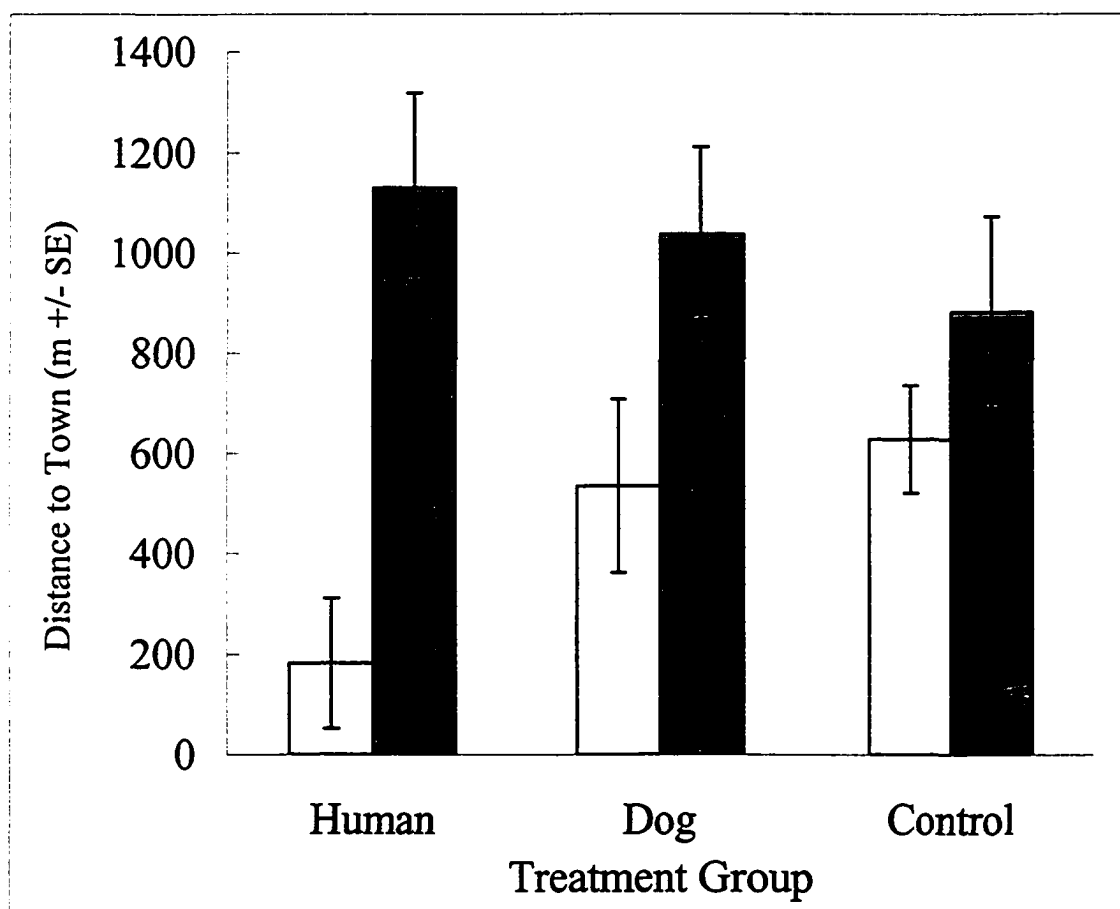 1400
1200
1000
800
600
400
200
0
Distance to Town (m +/- SE)
Human Dog Control
Treatment Group